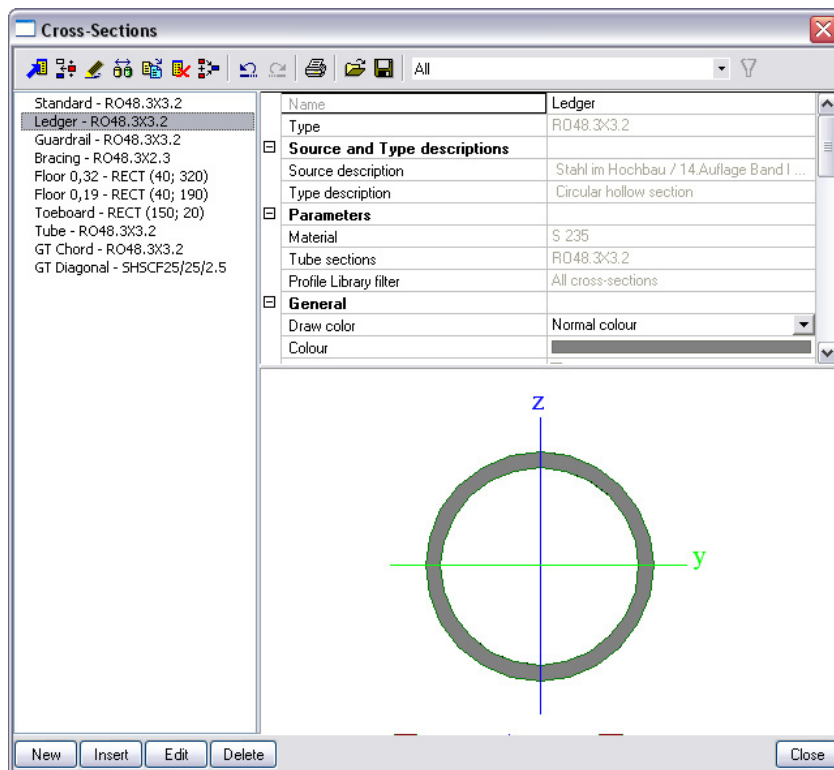 Cross-Sections
All
Standard - RO48.3X3.2
Ledger - RO48.3X3.2
Guardrail - RO48.3X3.2
Bracing - RO48.3X2.3
Floor 0,32 - RECT (40; 320)
Floor 0,19 - RECT (40; 190)
Toeboard - RECT (150; 20)
Tube - RO48.3X3.2
GT Chord - RO48.3X3.2
GT Diagonal - SHSCF25/25/2.5
Name Ledger
Type RO48.3X3.2
Source and Type descriptions
Source description Stahl im Hochbau / 14.Auflage Band I ...
Type description Circular hollow section
Parameters
Material S 235
Tube sections RO48.3X3.2
Profile Library filter All cross-sections
General
Draw color Normal colour
Colour
z
y
New Insert Edit Delete Close